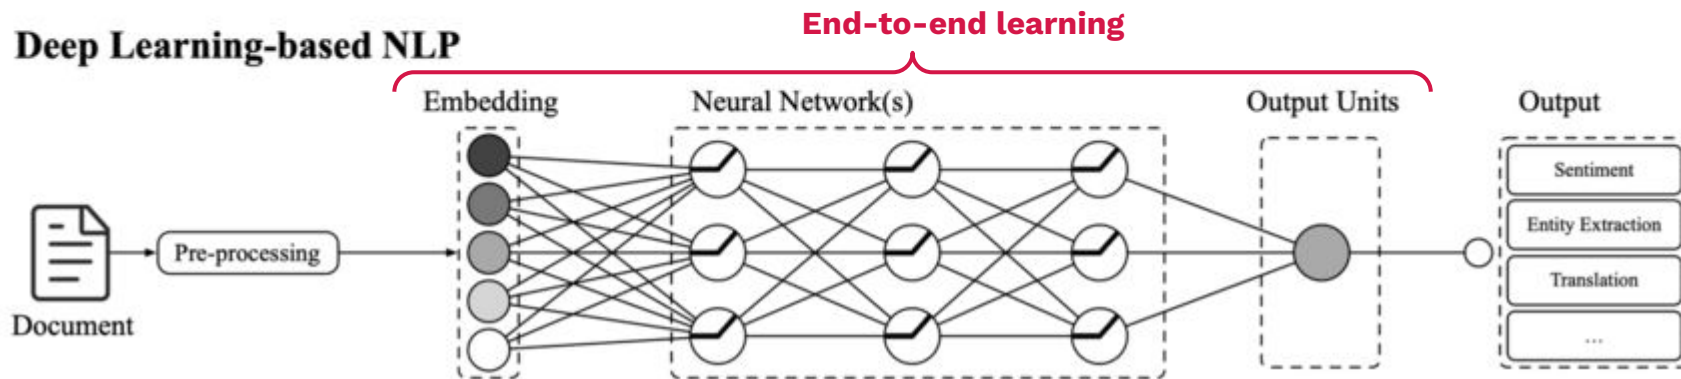 End-to-end learning
Deep Learning-based NLP
Embedding
Neural Network(s)
Output Units
Output
Document
Pre-processing
Sentiment
Entity Extraction
Translation
...